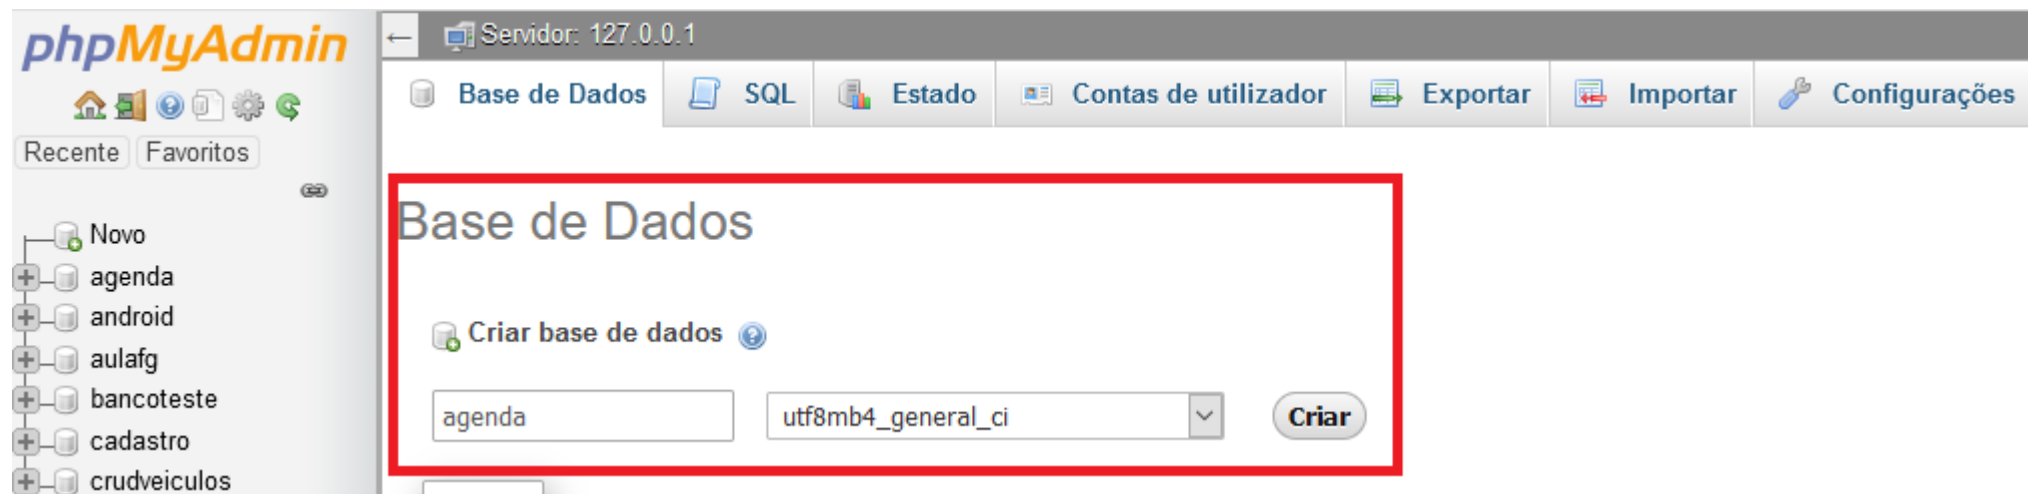 phpMyAdmin
Recente Favoritos
Novo
agenda
android
aulafg
bancoteste
cadastro
crudveiculos
← Servidor: 127.0.0.1
Base de Dados SQL Estado Contas de utilizador Exportar Importar Configurações
Base de Dados
Criar base de dados
agenda utf8mb4_general_ci Criar